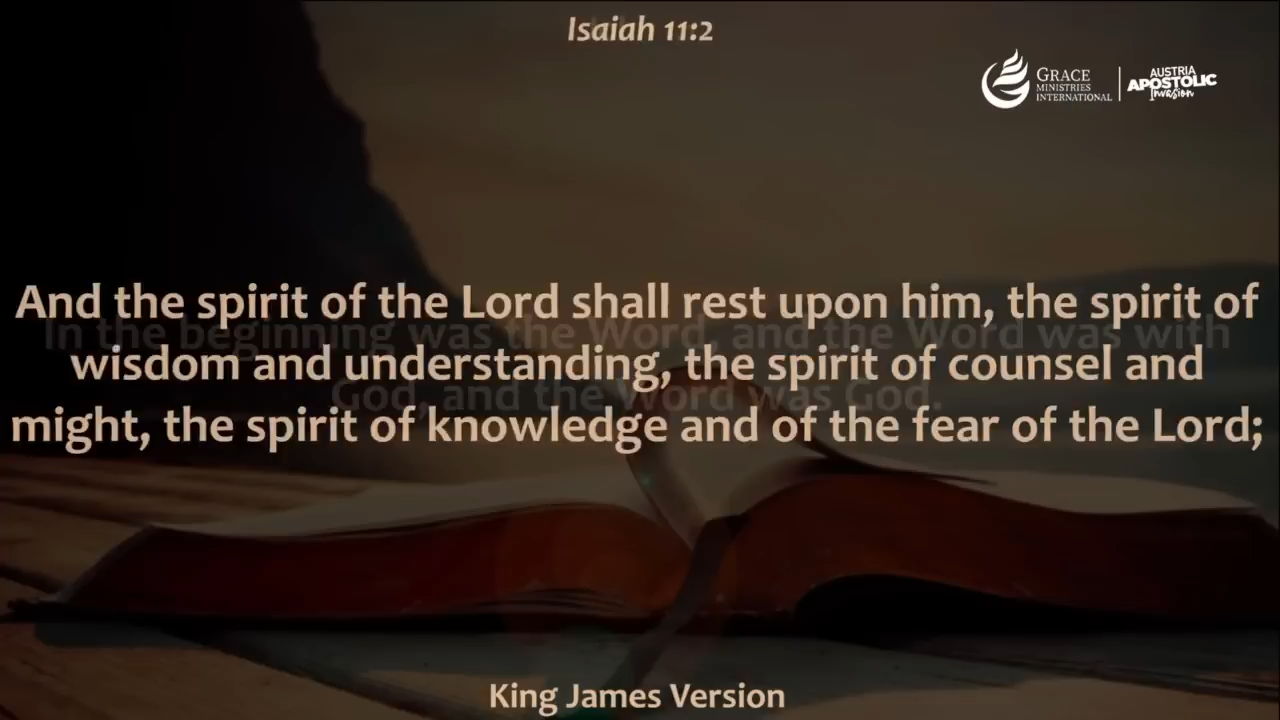 Isaiah 11:2
GRACE
MINISTRIES
INTERNATIONAL
AUSTRIA
APOSTOLIC
Invasion
And the spirit of the Lord shall rest upon him, the spirit of
In the beginning was the Word, and the Word was with
wisdom and understanding, the spirit of counsel and
God, and the Word was God.
might, the spirit of knowledge and of the fear of the Lord;
King James Version